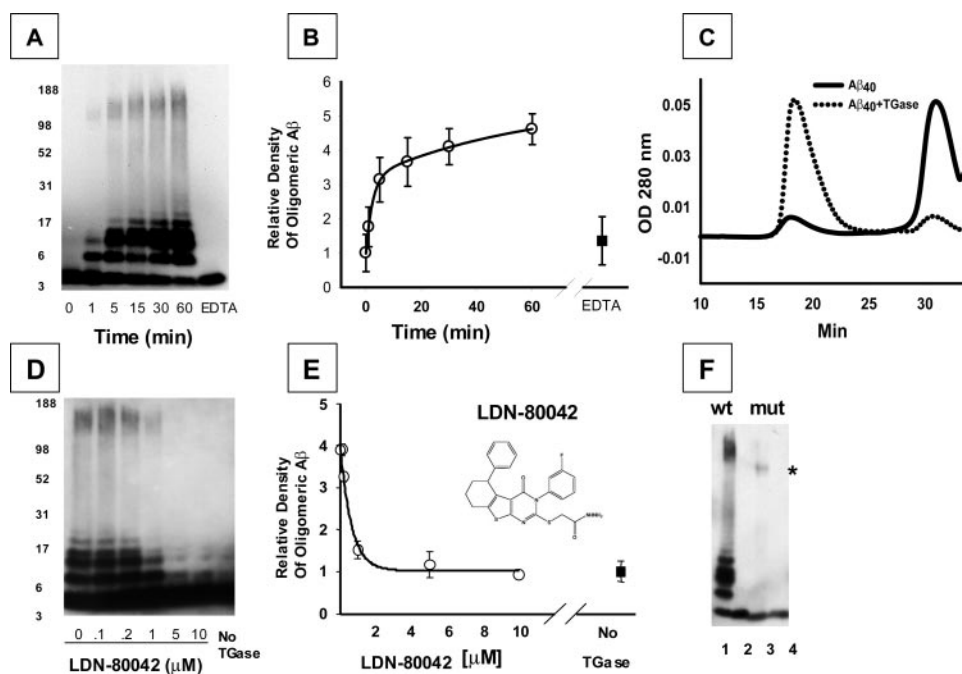 A
188
98
52
31
17
6
3
0 1 5 15 30 60 EDTA
Time (min)
B
Relative Density
Of Oligomeric Aβ
6
5
4
3
2
1
0
0 20 40 60
EDTA
Time (min)
C
Aβ40
Aβ40+TGase
OD 280 nm
0.05
0.03
0.01
-0.01
10 15 20 30
Min
D
188
98
52
31
17
6
3
0 .1 .2 1 5 10 No
TGase
LDN-80042 (μM)
E
Relative Density
Of Oligomeric Aβ
5
4
3
2
1
0
LDN-80042
2 4 6 8 10 No
LDN-80042 [μM] TGase
F
wt mut
*
1 2 3 4